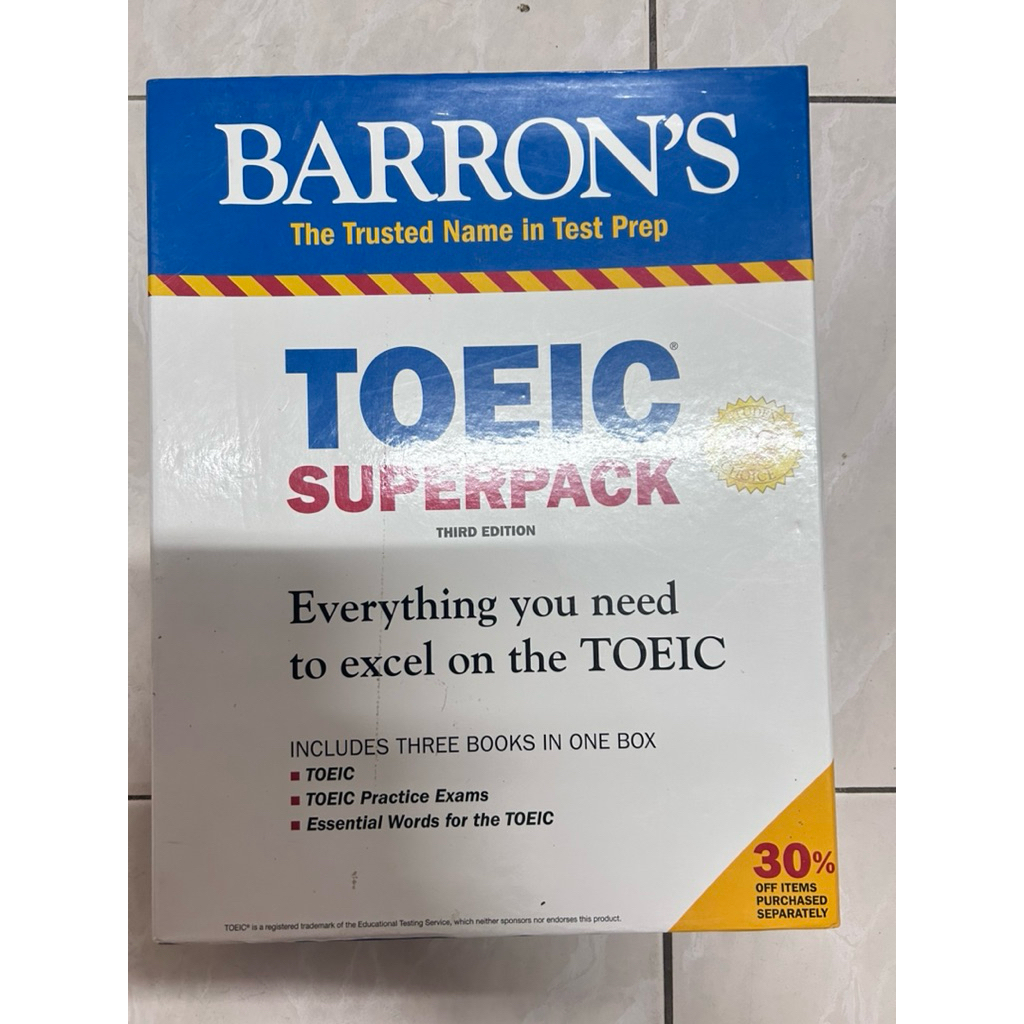 BARRON'S
The Trusted Name in Test Prep
TOEIC®
SUPERPACK
THIRD EDITION
Everything you need
to excel on the TOEIC
INCLUDES THREE BOOKS IN ONE BOX
■ TOEIC
■ TOEIC Practice Exams
■ Essential Words for the TOEIC
30%
OFF ITEMS
PURCHASED
SEPARATELY
TOEIC® is a registered trademark of the Educational Testing Service, which neither sponsors nor endorses this product.